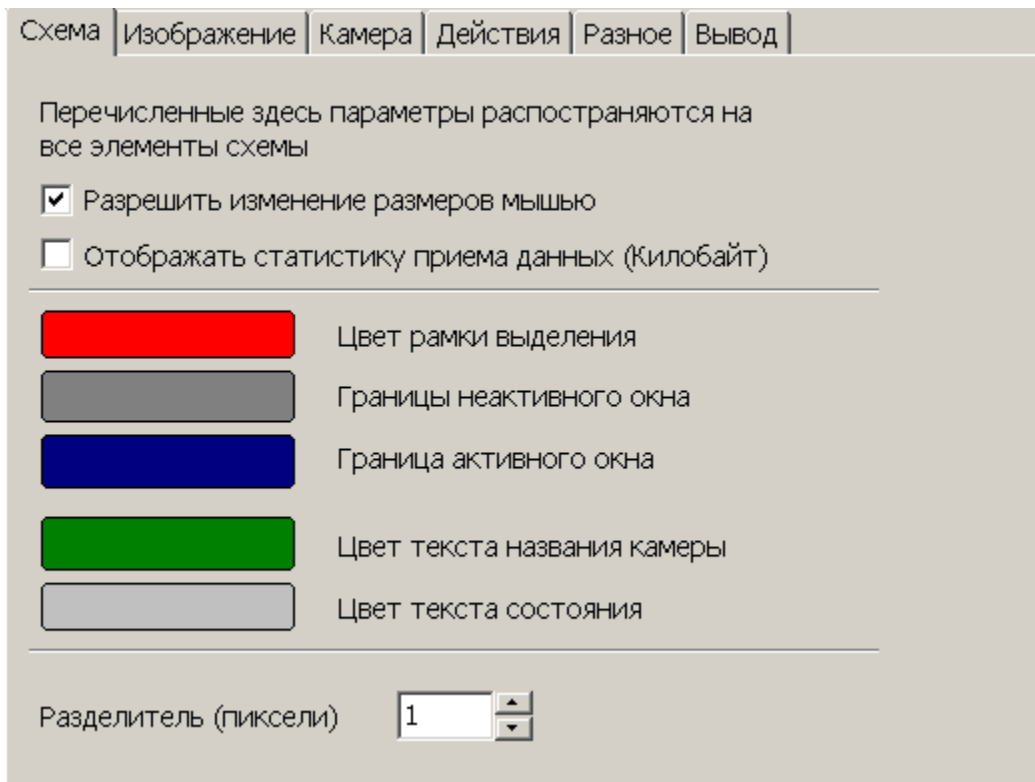 Схема Изображение Камера Действия Разное Вывод
Перечисленные здесь параметры распостраняются на
все элементы схемы
Разрешить изменение размеров мышью
Отображать статистику приема данных (Килобайт)
Цвет рамки выделения
Границы неактивного окна
Граница активного окна
Цвет текста названия камеры
Цвет текста состояния
Разделитель (пиксели) 1